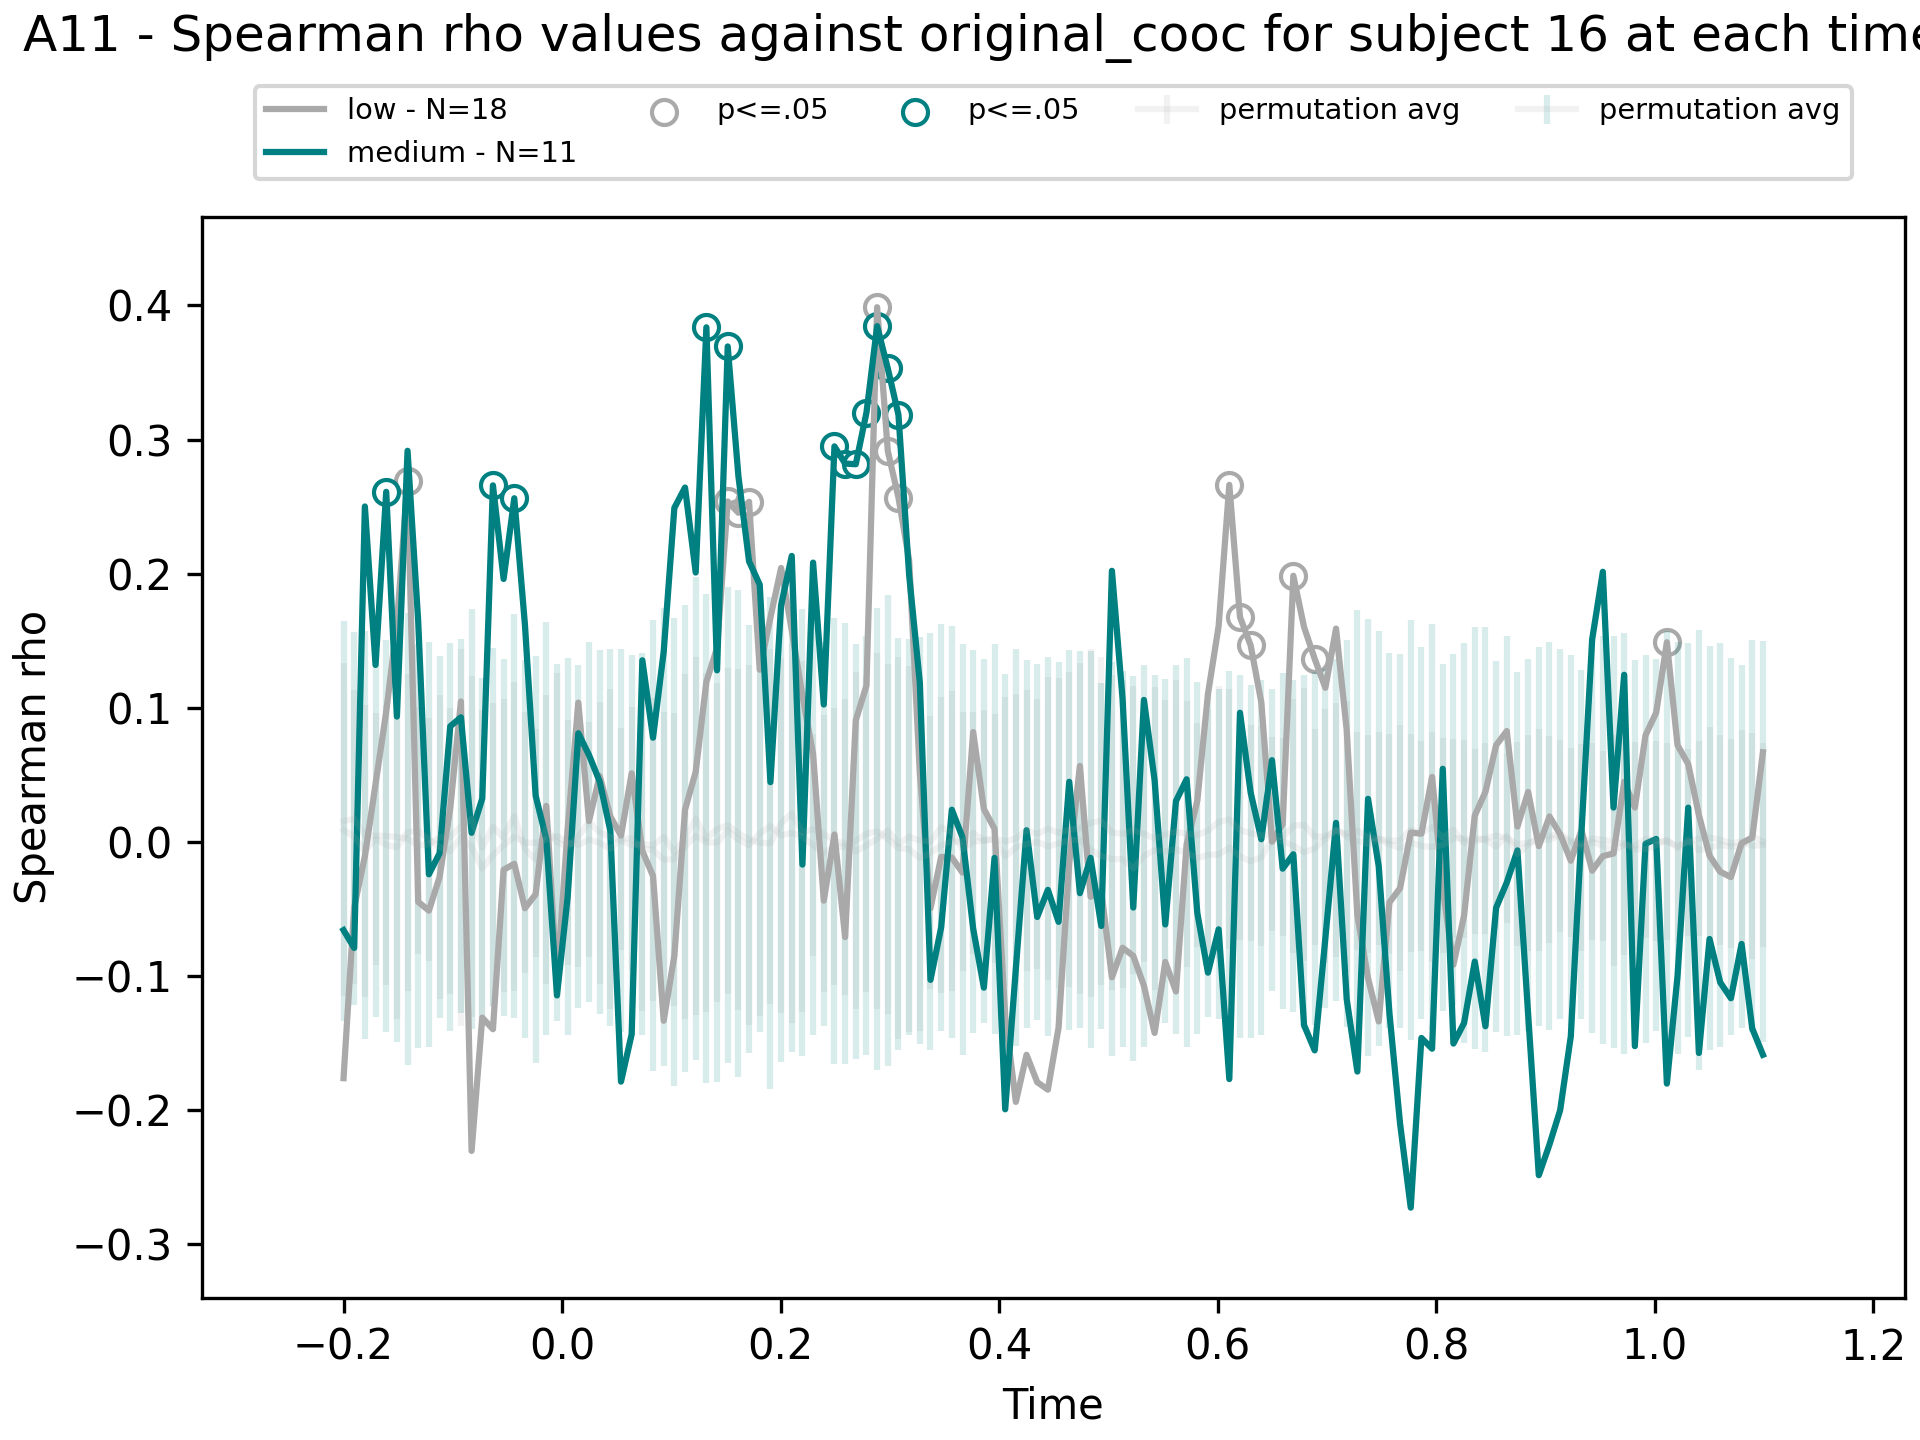 A11 - Spearman rho values against original_cooc for subject 16 at each time
low - N=18
medium - N=11
p<=.05
p<=.05
permutation avg
permutation avg
Spearman rho
0.4
0.3
0.2
0.1
0.0
−0.1
−0.2
−0.3
−0.2 0.0 0.2 0.4 0.6 0.8 1.0 1.2
Time